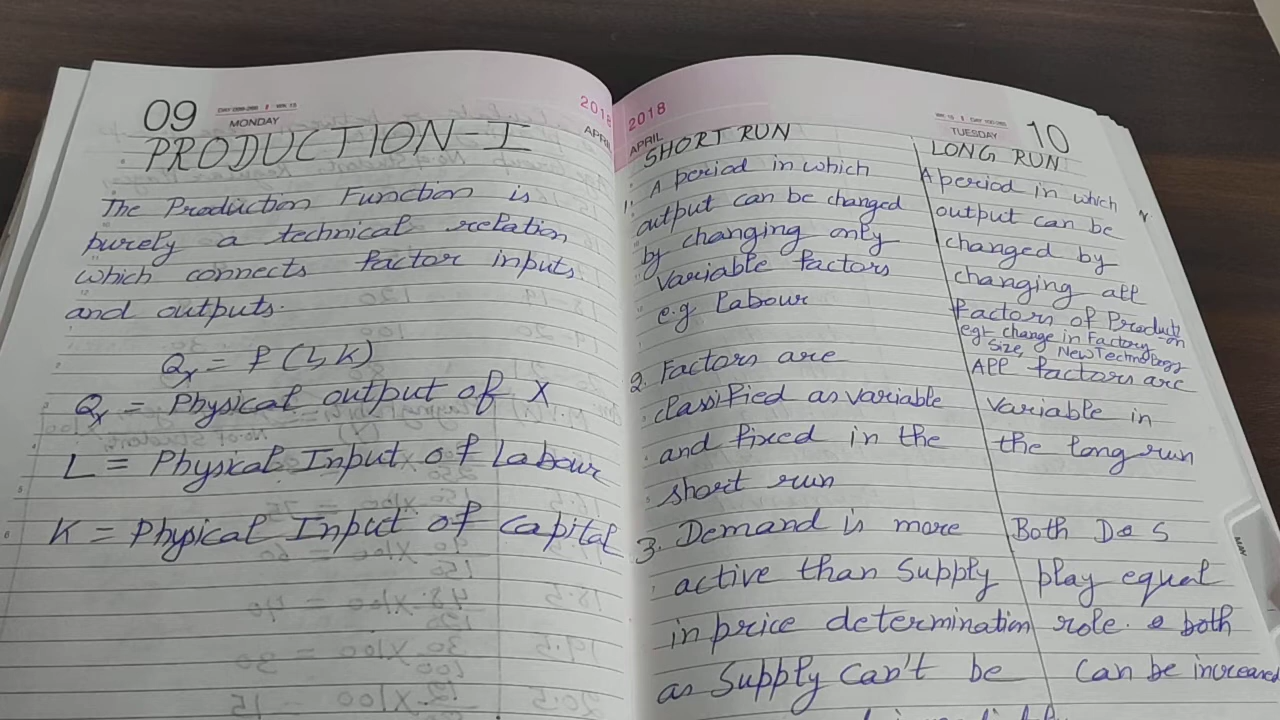 09
MONDAY
2018
APRIL
PRODUCTION-I
The Production Function is
purely a technical relation
which connects factor inputs
and outputs.
Qx = f (L, K)
Qx = Physical output of X
L = Physical Input of Labour
K = Physical Input of capital
2018
APRIL
TUESDAY
10
SHORT RUN
1. A period in which
output can be changed
by changing only
variable factors
e.g Labour
2. Factors are
classified as variable
and fixed in the
short run
3. Demand is more
active than Supply
in price determination
as Supply can't be
LONG RUN
A period in which
output can be
changed by
changing all
factors of Production
eg:- change in Factory
Size, New Technology
All factors are
variable in
the long run
Both D & S
play equal
role. & both
can be increased